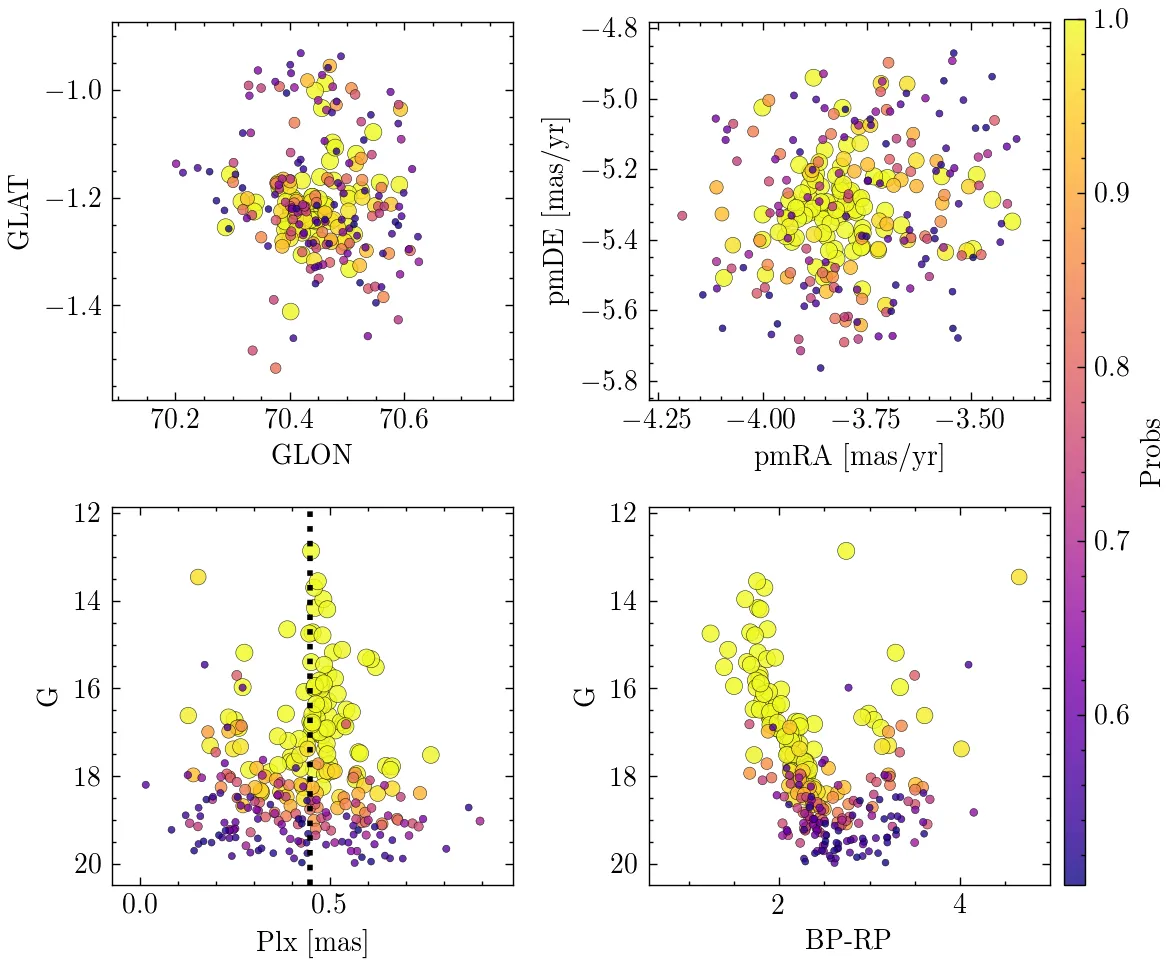 −1.0
−1.2
−1.4
GLAT
70.2 70.4 70.6
GLON
−4.8
−5.0
−5.2
−5.4
−5.6
−5.8
pmDE [mas/yr]
−4.25 −4.00 −3.75 −3.50
pmRA [mas/yr]
12
14
16
18
20
G
0.0 0.5
Plx [mas]
12
14
16
18
20
G
2 4
BP-RP
1.0
0.9
0.8
0.7
0.6
Probs